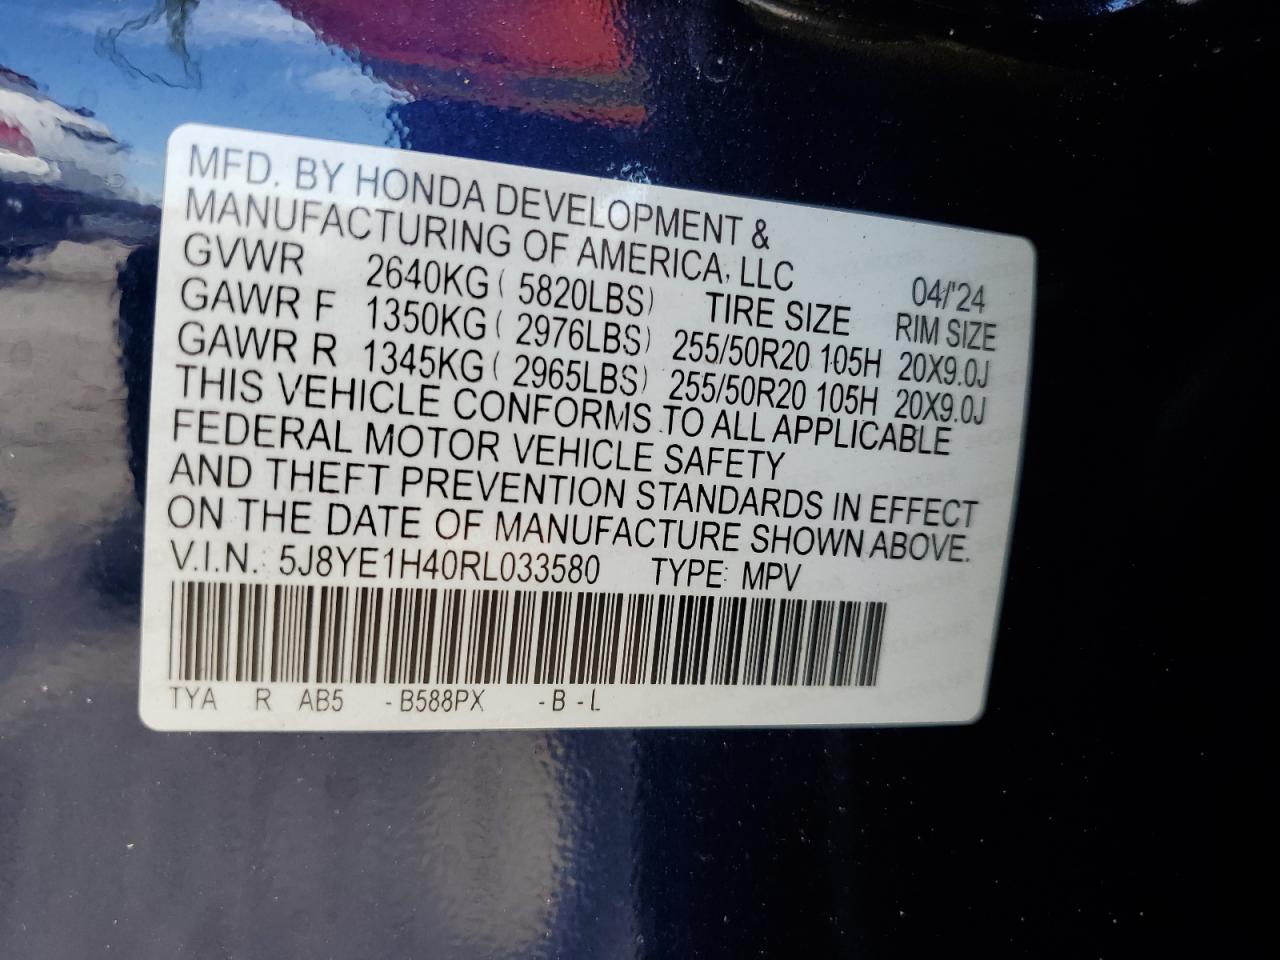 MFD. BY HONDA DEVELOPMENT &
MANUFACTURING OF AMERICA, LLC 04/'24
GVWR 2640KG ( 5820LBS) TIRE SIZE RIM SIZE
GAWR F 1350KG ( 2976LBS) 255/50R20 105H 20X9.0J
GAWR R 1345KG ( 2965LBS) 255/50R20 105H 20X9.0J
THIS VEHICLE CONFORMS TO ALL APPLICABLE
FEDERAL MOTOR VEHICLE SAFETY
AND THEFT PREVENTION STANDARDS IN EFFECT
ON THE DATE OF MANUFACTURE SHOWN ABOVE.
V.I.N.: 5J8YE1H40RL033580 TYPE: MPV
TYA R AB5 -B588PX -B -L